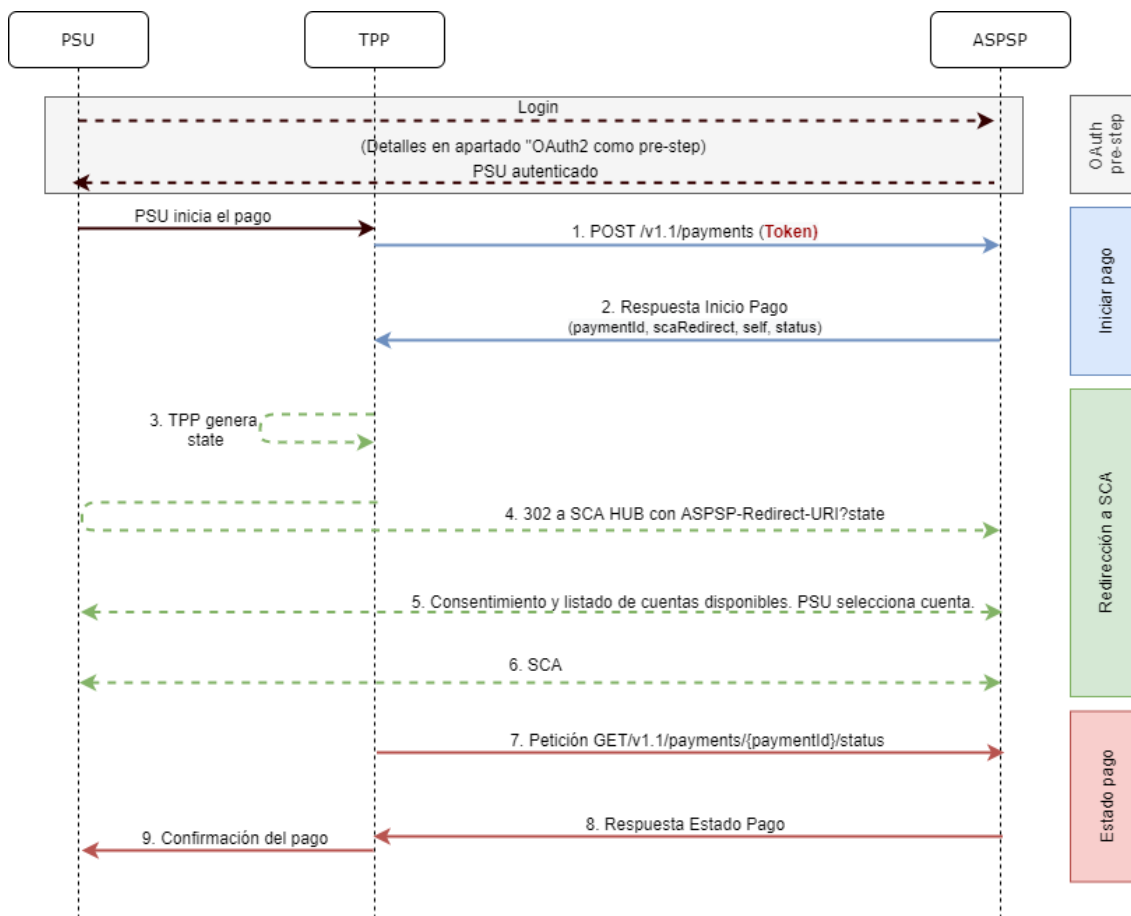 PSU
TPP
ASPSP
Login
(Detalles en apartado "OAuth2 como pre-step)
PSU autenticado
OAuth
pre-step
PSU inicia el pago
1. POST /v1.1/payments (Token)
2. Respuesta Inicio Pago
(paymentId, scaRedirect, self, status)
Iniciar pago
3. TPP genera
state
4. 302 a SCA HUB con ASPSP-Redirect-URI?state
5. Consentimiento y listado de cuentas disponibles. PSU selecciona cuenta.
6. SCA
Redirección a SCA
7. Petición GET/v1.1/payments/{paymentId}/status
8. Respuesta Estado Pago
9. Confirmación del pago
Estado pago